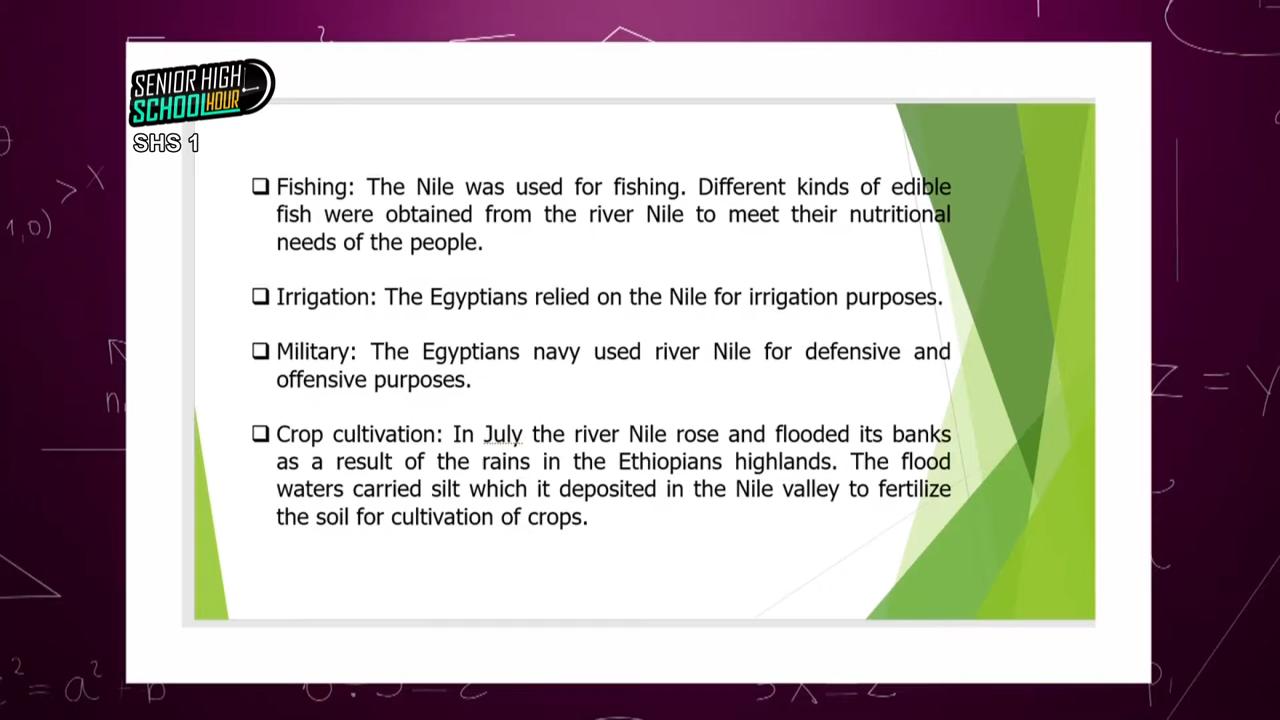 SENIOR HIGH
SCHOOL HOUR
SHS 1
❑ Fishing: The Nile was used for fishing. Different kinds of edible
fish were obtained from the river Nile to meet their nutritional
needs of the people.
❑ Irrigation: The Egyptians relied on the Nile for irrigation purposes.
❑ Military: The Egyptians navy used river Nile for defensive and
offensive purposes.
❑ Crop cultivation: In July the river Nile rose and flooded its banks
as a result of the rains in the Ethiopians highlands. The flood
waters carried silt which it deposited in the Nile valley to fertilize
the soil for cultivation of crops.